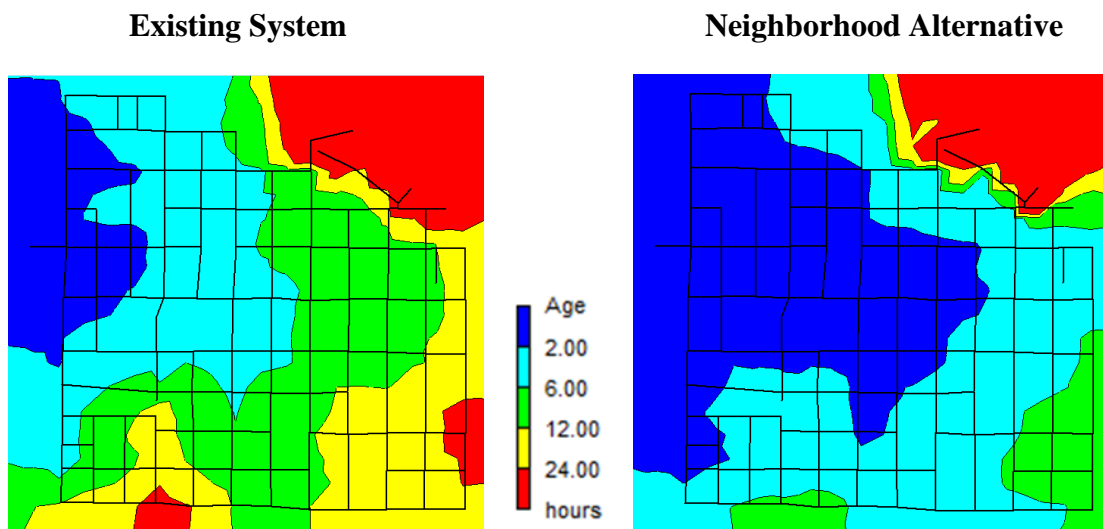 Existing System
Neighborhood Alternative
Age
2.00
6.00
12.00
24.00
hours